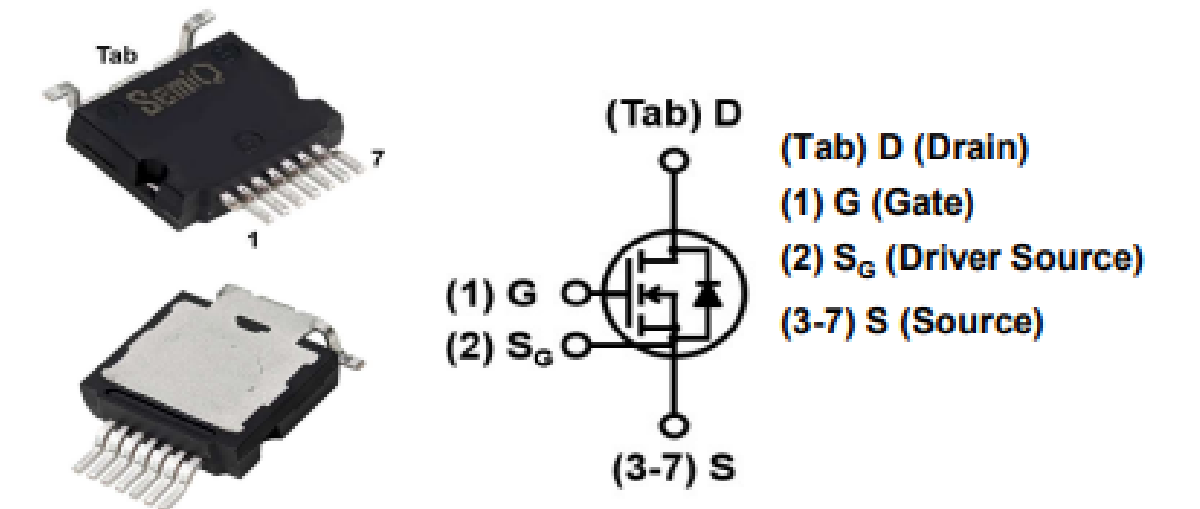 Tab
SemiQ
7
1
(Tab) D
(1) G
(2) SG
(3-7) S
(Tab) D (Drain)
(1) G (Gate)
(2) SG (Driver Source)
(3-7) S (Source)